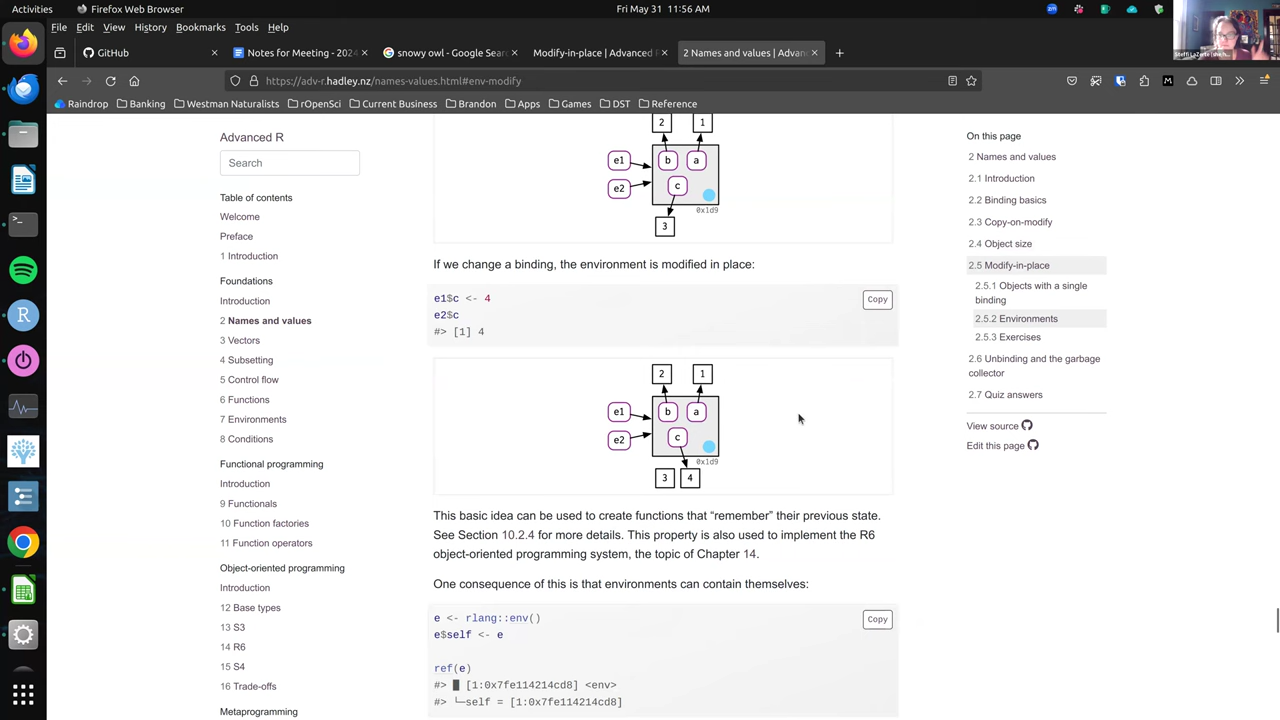 Activities
Firefox Web Browser
Fri May 31 11:56 AM
File Edit View History Bookmarks Tools Help
GitHub
Notes for Meeting - 2024
snowy owl - Google Sear
Modify-in-place | Advanced R
2 Names and values | Advan
https://adv-r.hadley.nz/names-values.html#env-modify
Raindrop Banking Westman Naturalists rOpenSci Current Business Brandon Apps Games DST Reference
Advanced R
Search
Table of contents
Welcome
Preface
1 Introduction
Foundations
Introduction
2 Names and values
3 Vectors
4 Subsetting
5 Control flow
6 Functions
7 Environments
8 Conditions
Functional programming
Introduction
9 Functionals
10 Function factories
11 Function operators
Object-oriented programming
Introduction
12 Base types
13 S3
14 R6
15 S4
16 Trade-offs
Metaprogramming
2 1
e1 b a
e2 c
0x1d9
3
If we change a binding, the environment is modified in place:
e1$c <- 4
Copy
e2$c
#> [1] 4
2 1
e1 b a
e2 c
0x1d9
3 4
This basic idea can be used to create functions that “remember” their previous state.
See Section 10.2.4 for more details. This property is also used to implement the R6
object-oriented programming system, the topic of Chapter 14.
One consequence of this is that environments can contain themselves:
e <- rlang::env()
Copy
e$self <- e
ref(e)
#> █ [1:0x7fe114214cd8] <env>
#> └─self = [1:0x7fe114214cd8]
On this page
2 Names and values
2.1 Introduction
2.2 Binding basics
2.3 Copy-on-modify
2.4 Object size
2.5 Modify-in-place
2.5.1 Objects with a single
binding
2.5.2 Environments
2.5.3 Exercises
2.6 Unbinding and the garbage
collector
2.7 Quiz answers
View source
Edit this page